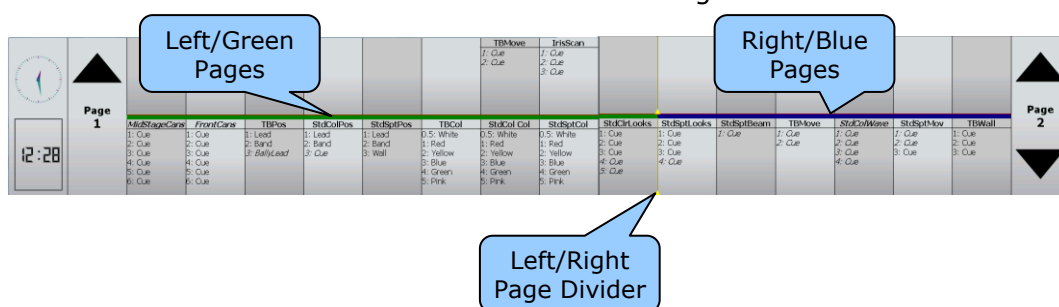 Left/Green
Pages
Right/Blue
Pages
TBMove
1: Cue
2: Cue
IrisScan
1: Cue
2: Cue
3: Cue
Page
1
12:28
MidStageCans
1: Cue
2: Cue
3: Cue
4: Cue
5: Cue
6: Cue
FrontCans
1: Cue
2: Cue
3: Cue
4: Cue
5: Cue
6: Cue
TBPos
1: Lead
2: Band
3: BallyLead
StdColPos
1: Lead
2: Band
3: Cue
StdSptPos
1: Lead
2: Band
3: Wall
TBCol
0.5: White
1: Red
2: Yellow
3: Blue
4: Green
5: Pink
StdCol Col
0.5: White
1: Red
2: Yellow
3: Blue
4: Green
5: Pink
StdSptCol
0.5: White
1: Red
2: Yellow
3: Blue
4: Green
5: Pink
StdClrLooks
1: Cue
2: Cue
3: Cue
4: Cue
5: Cue
StdSptLooks
1: Cue
2: Cue
3: Cue
4: Cue
StdSptBeam
1: Cue
TBMove
1: Cue
2: Cue
StdColWave
1: Cue
2: Cue
3: Cue
4: Cue
StdSptMov
1: Cue
2: Cue
3: Cue
TBWall
1: Cue
2: Cue
3: Cue
Page
2
Left/Right
Page Divider